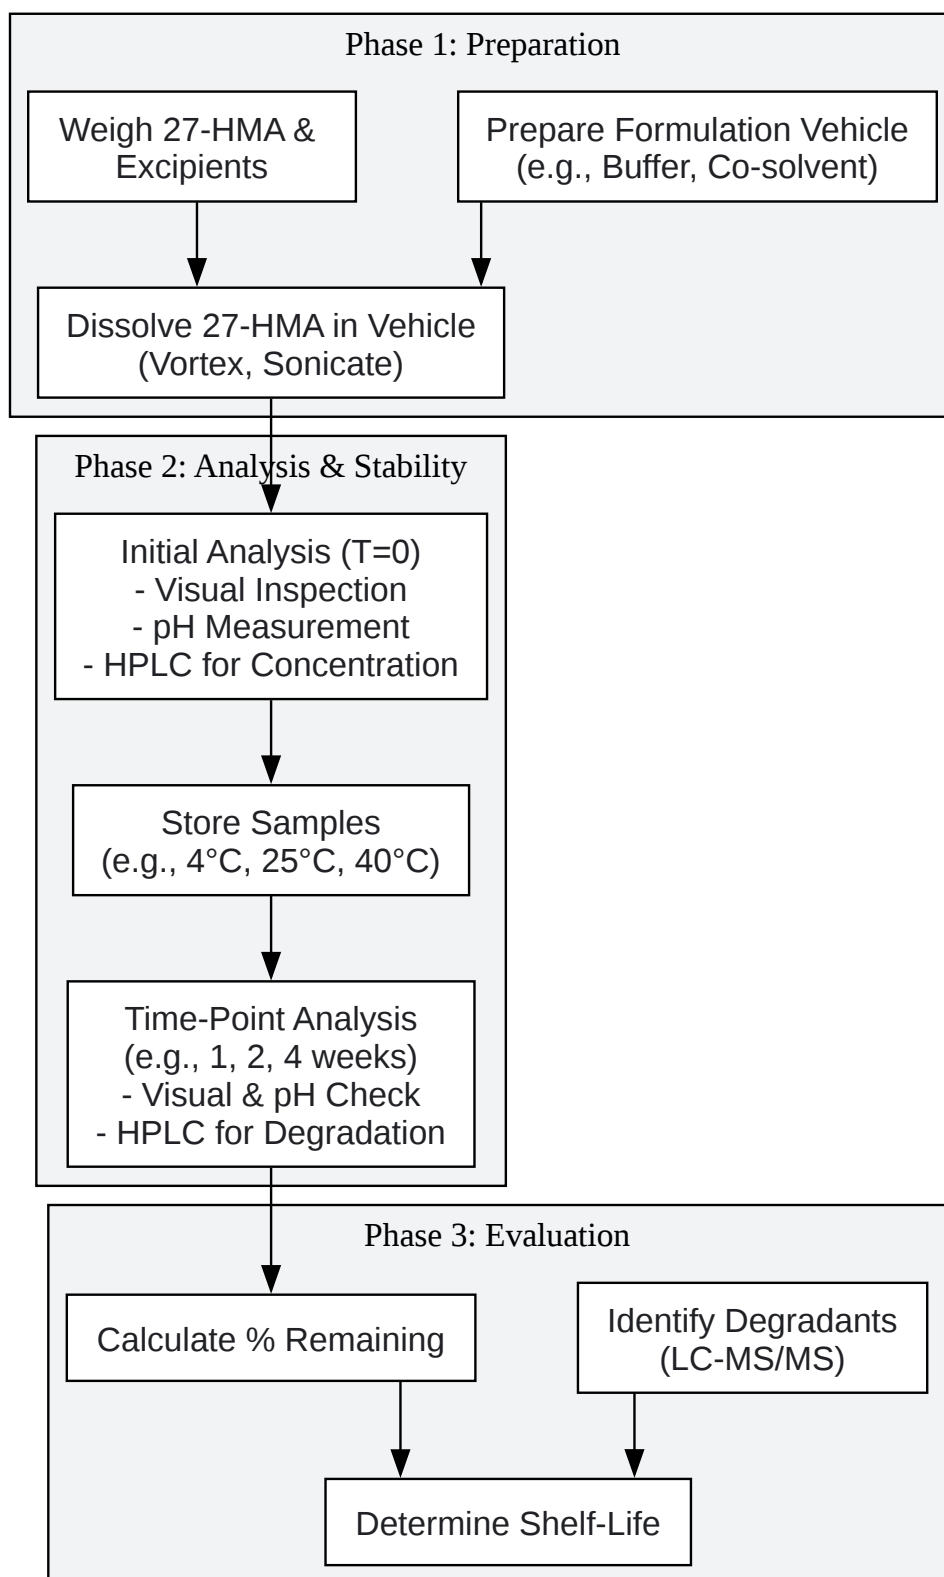 Phase 1: Preparation
Weigh 27-HMA &
Excipients
Prepare Formulation Vehicle
(e.g., Buffer, Co-solvent)
Dissolve 27-HMA in Vehicle
(Vortex, Sonicate)
Phase 2: Analysis & Stability
Initial Analysis (T=0)
- Visual Inspection
- pH Measurement
- HPLC for Concentration
Store Samples
(e.g., 4°C, 25°C, 40°C)
Time-Point Analysis
(e.g., 1, 2, 4 weeks)
- Visual & pH Check
- HPLC for Degradation
Phase 3: Evaluation
Calculate % Remaining
Identify Degradants
(LC-MS/MS)
Determine Shelf-Life